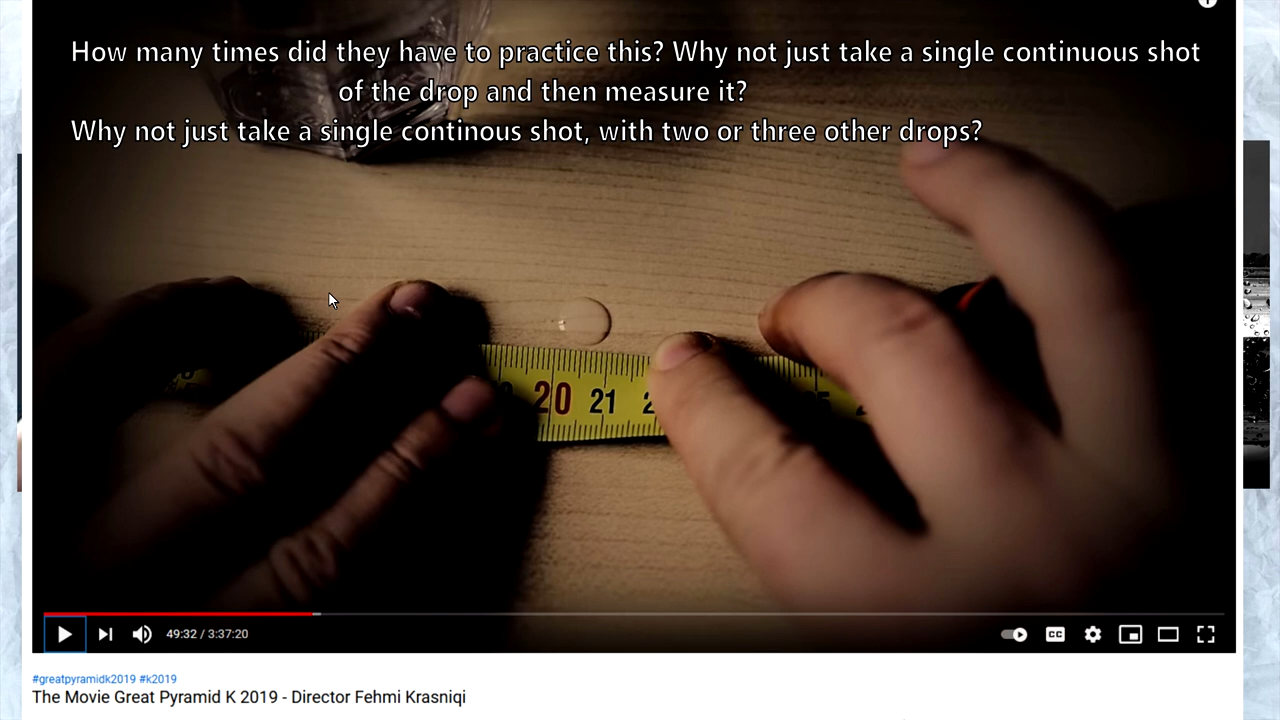 How many times did they have to practice this? Why not just take a single continuous shot
of the drop and then measure it?
Why not just take a single continous shot, with two or three other drops?
20 21
49:32 / 3:37:20
CC
#greatpyramidk2019 #k2019
The Movie Great Pyramid K 2019 - Director Fehmi Krasniqi